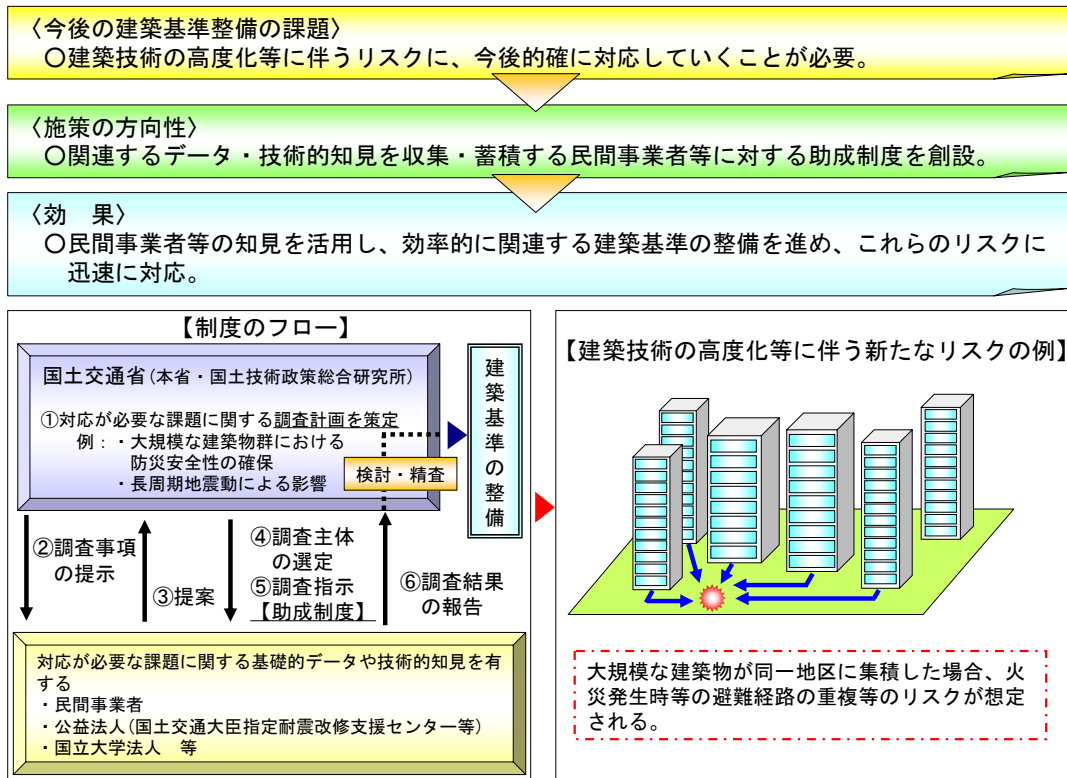 〈今後の建築基準整備の課題〉
〇建築技術の高度化等に伴うリスクに、今後的確に対応していくことが必要。
〈施策の方向性〉
〇関連するデータ・技術的知見を収集・蓄積する民間事業者等に対する助成制度を創設。
〈効　果〉
〇民間事業者等の知見を活用し、効率的に関連する建築基準の整備を進め、これらのリスクに
迅速に対応。
【制度のフロー】
国土交通省(本省・国土技術政策総合研究所)
①対応が必要な課題に関する調査計画を策定
例：・大規模な建築物群における
防災安全性の確保
・長周期地震動による影響
検討・精査
建築基準の整備
②調査事項
の提示
③提案
④調査主体
の選定
⑤調査指示
【助成制度】
⑥調査結果
の報告
対応が必要な課題に関する基礎的データや技術的知見を有
する
・民間事業者
・公益法人(国土交通大臣指定耐震改修支援センター等)
・国立大学法人　等
【建築技術の高度化等に伴う新たなリスクの例】
大規模な建築物が同一地区に集積した場合、火
災発生時等の避難経路の重複等のリスクが想定
される。